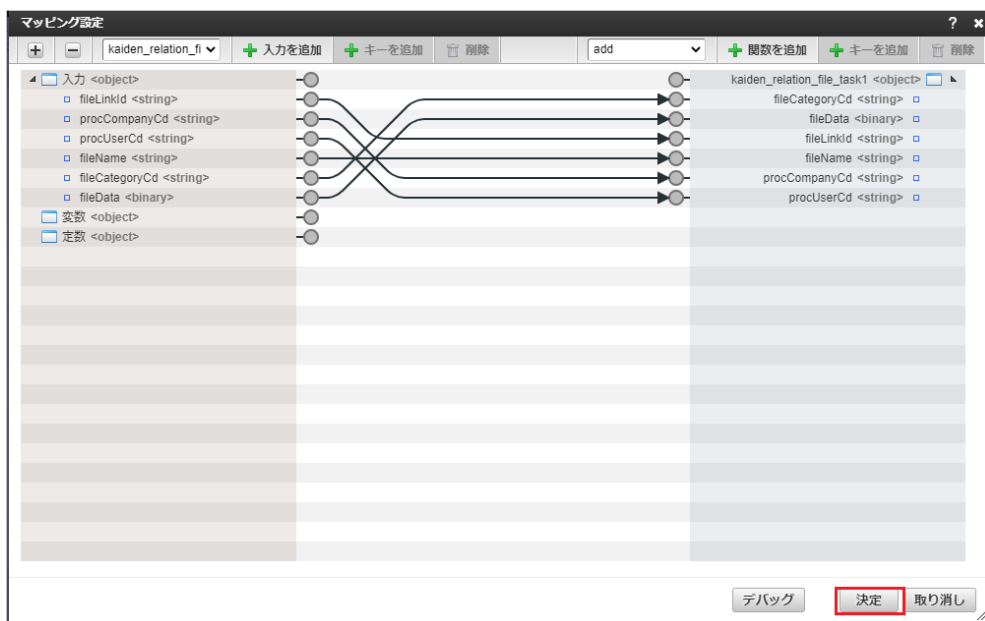 マッピング設定 ?
kaiden_relation_fi 入力を追加 キーを追加 削除 add 関数を追加 キーを追加 削除
入力 <object> kaiden_relation_file_task1 <object>
fileLinkId <string> fileCategoryCd <string>
procCompanyCd <string> fileData <binary>
procUserCd <string> fileLinkId <string>
fileName <string> fileName <string>
fileCategoryCd <string> procCompanyCd <string>
fileData <binary> procUserCd <string>
変数 <object>
定数 <object>
デバッグ 決定 取り消し